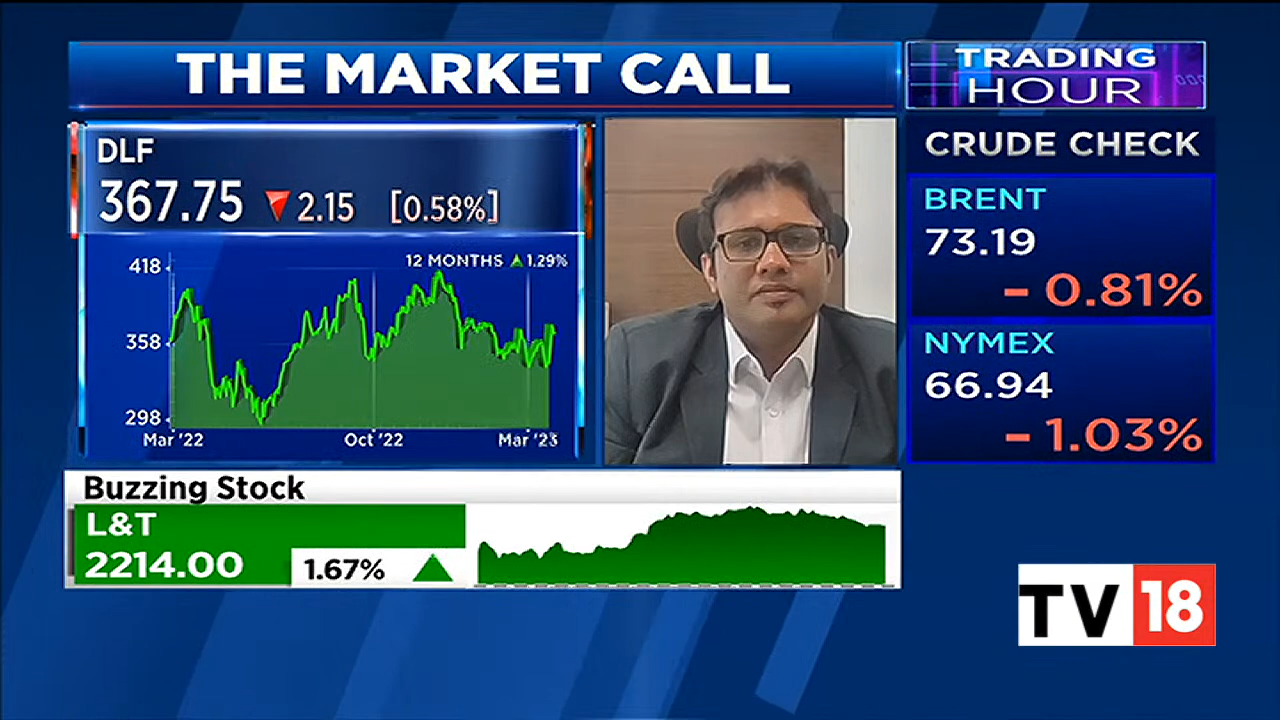 THE MARKET CALL
TRADING
HOUR
DLF
367.75 ▼ 2.15 [0.58%]
12 MONTHS ▲ 1.29%
418
358
298
Mar '22 Oct '22 Mar '23
CRUDE CHECK
BRENT
73.19
- 0.81%
NYMEX
66.94
- 1.03%
Buzzing Stock
L&T
2214.00 1.67% ▲
TV18